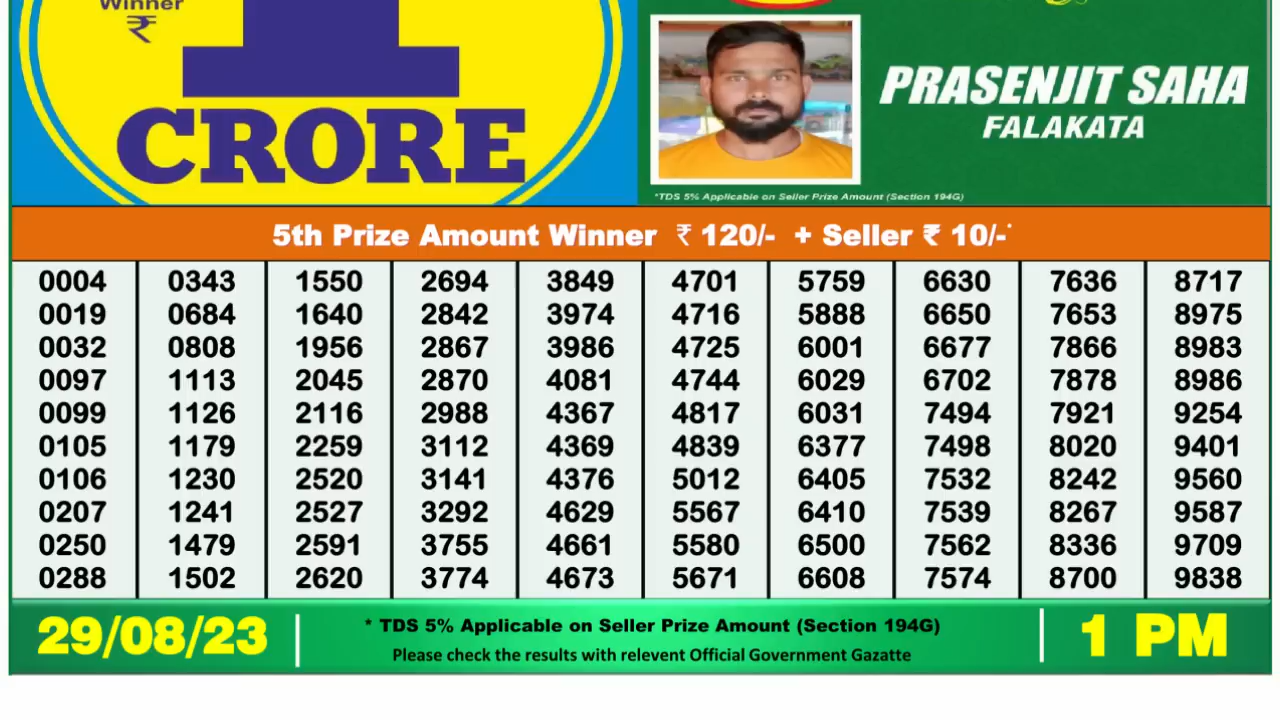 Winner
₹
1
CRORE
PRASENJIT SAHA
FALAKATA
*TDS 5% Applicable on Seller Prize Amount (Section 194G)
5th Prize Amount Winner ₹ 120/- + Seller ₹ 10/-*
0004 0343 1550 2694 3849 4701 5759 6630 7636 8717
0019 0684 1640 2842 3974 4716 5888 6650 7653 8975
0032 0808 1956 2867 3986 4725 6001 6677 7866 8983
0097 1113 2045 2870 4081 4744 6029 6702 7878 8986
0099 1126 2116 2988 4367 4817 6031 7494 7921 9254
0105 1179 2259 3112 4369 4839 6377 7498 8020 9401
0106 1230 2520 3141 4376 5012 6405 7532 8242 9560
0207 1241 2527 3292 4629 5567 6410 7539 8267 9587
0250 1479 2591 3755 4661 5580 6500 7562 8336 9709
0288 1502 2620 3774 4673 5671 6608 7574 8700 9838
29/08/23
* TDS 5% Applicable on Seller Prize Amount (Section 194G)
Please check the results with relevent Official Government Gazatte
1 PM